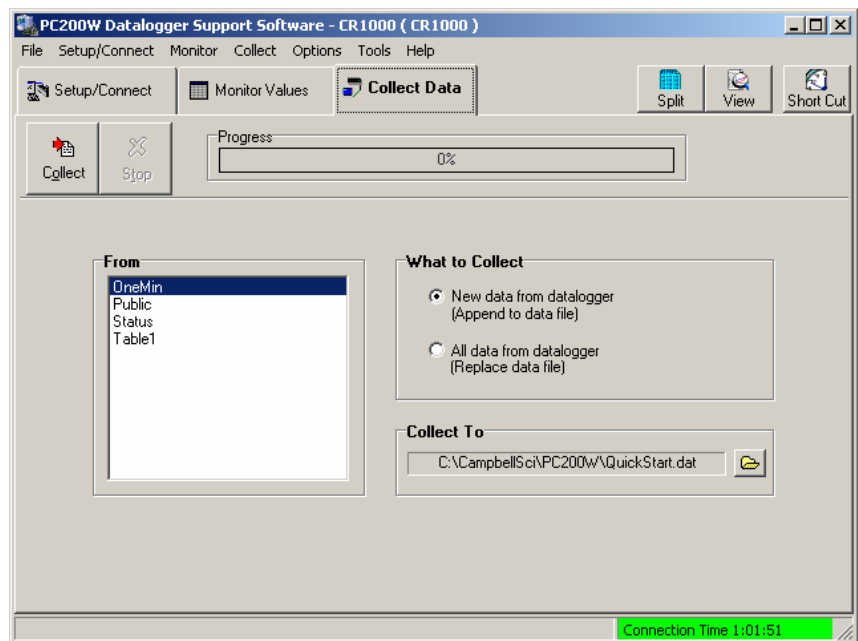 PC200W Datalogger Support Software - CR1000 ( CR1000 )
File Setup/Connect Monitor Collect Options Tools Help
Setup/Connect Monitor Values Collect Data Split View Short Cut
Collect Stop
Progress
0%
From
OneMin
Public
Status
Table1
What to Collect
New data from datalogger
(Append to data file)
All data from datalogger
(Replace data file)
Collect To
C:\CampbellSci\PC200W\QuickStart.dat
Connection Time 1:01:51